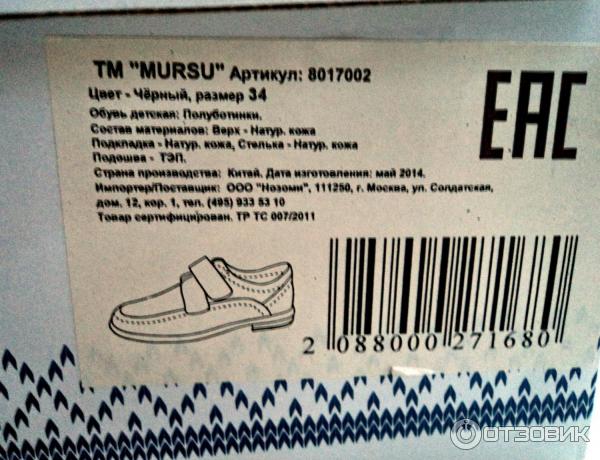 ТМ "MURSU" Артикул: 8017002
Цвет - Чёрный, размер 34
Обувь детская: Полуботинки.
Состав материалов: Верх - Натур. кожа
Подкладка - Натур. кожа, Стелька - Натур. кожа
Подошва - ТЭП.
Страна производства: Китай. Дата изготовления: май 2014.
Импортер/Поставщик: ООО "Нозоми", 111250, г. Москва, ул. Солдатская,
дом. 12, кор. 1, тел. (495) 933 53 10
Товар сертифицирован. ТР ТС 007/2011
EAC
2 088000 271680
ОТЗОВИК